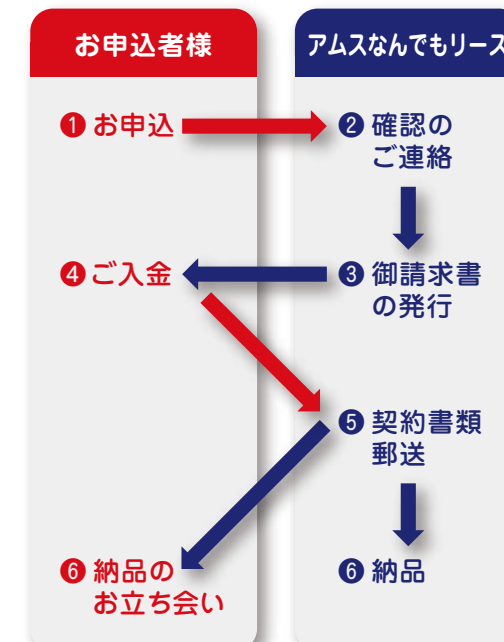 お申込者様
アムスなんでもリース
❶ お申込
❷ 確認の
ご連絡
❸ 御請求書
の発行
❹ ご入金
❺ 契約書類
郵送
❻ 納品の
お立ち会い
❻ 納品